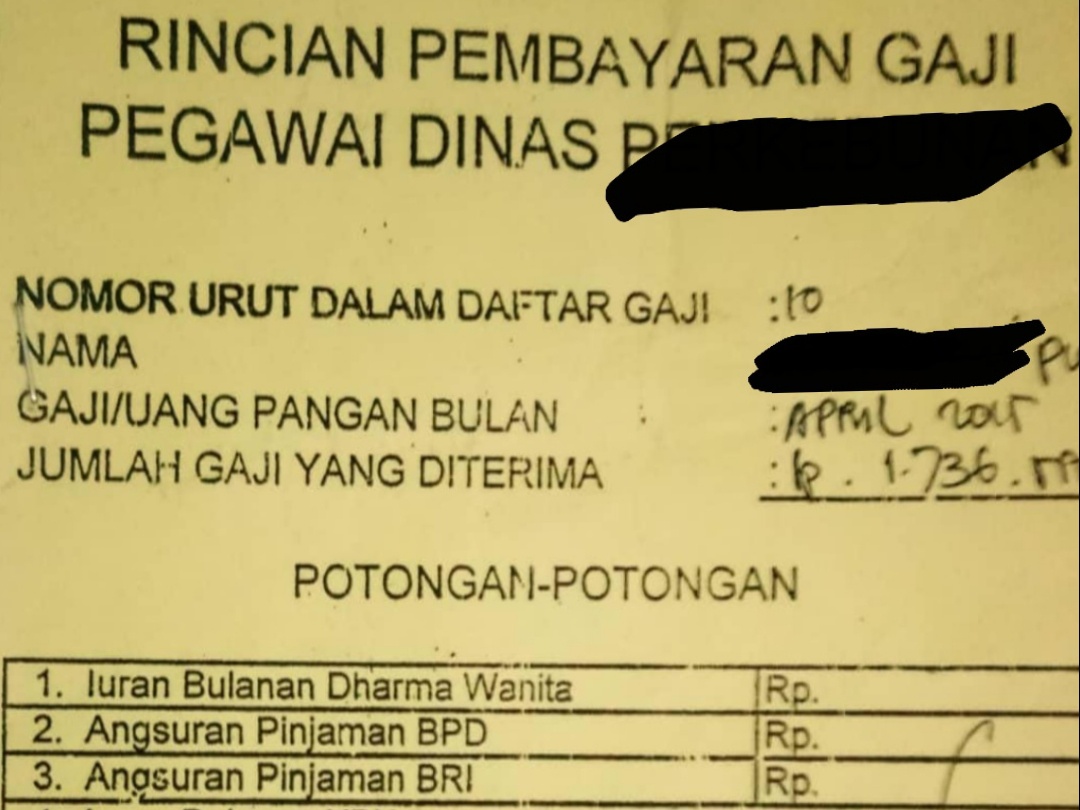 RINCIAN PEMBAYARAN GAJI
PEGAWAI DINAS
NOMOR URUT DALAM DAFTAR GAJI :10
NAMA
GAJI/UANG PANGAN BULAN : :APRIL 2015
JUMLAH GAJI YANG DITERIMA :Rp. 1.736.
POTONGAN-POTONGAN
1. Iuran Bulanan Dharma Wanita Rp.
2. Angsuran Pinjaman BPD Rp.
3. Angsuran Pinjaman BRI Rp.